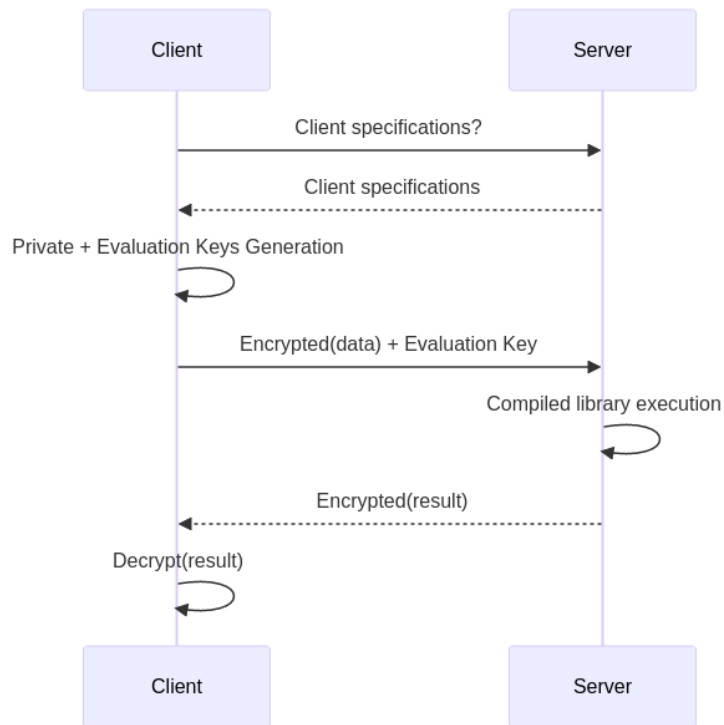 Client
Server
Client specifications?
Client specifications
Private + Evaluation Keys Generation
Encrypted(data) + Evaluation Key
Compiled library execution
Encrypted(result)
Decrypt(result)
Client
Server